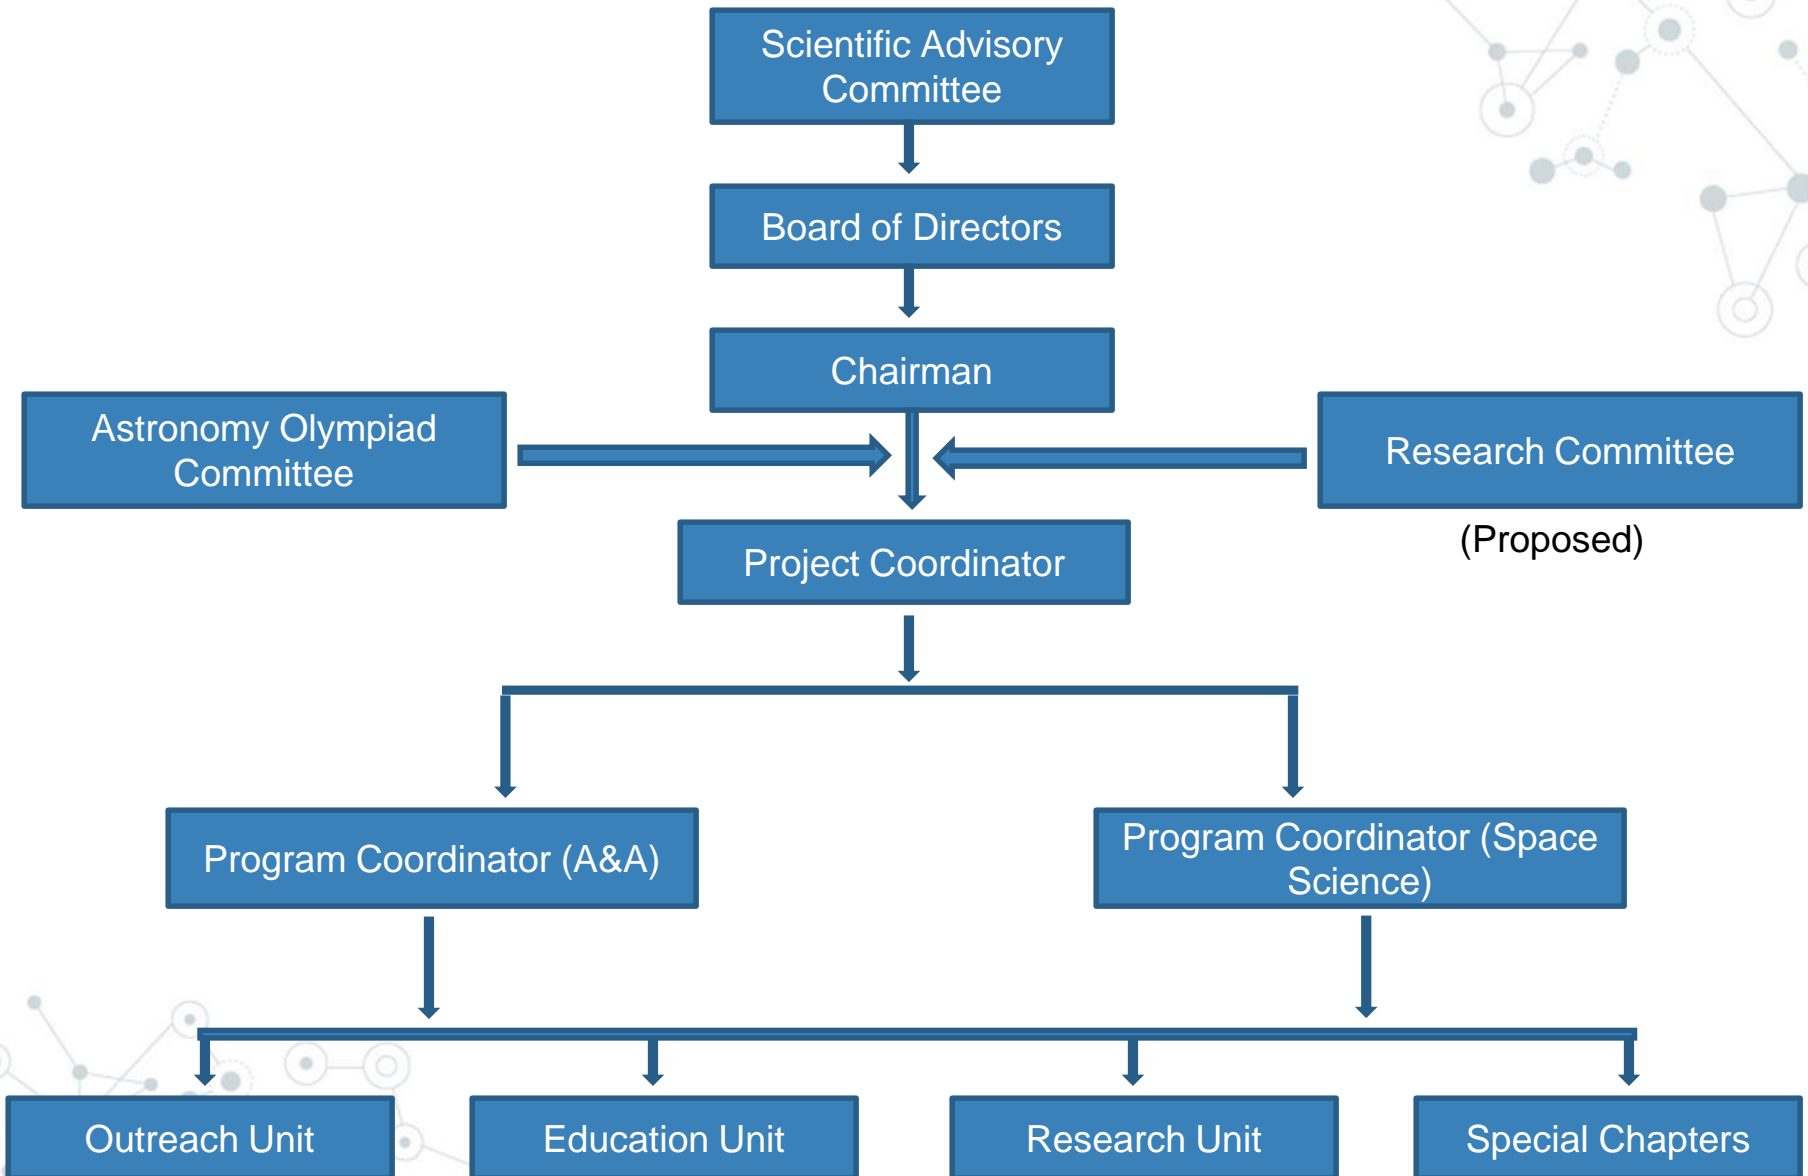 Scientific Advisory
Committee
Board of Directors
Chairman
Astronomy Olympiad
Committee
Research Committee
(Proposed)
Project Coordinator
Program Coordinator (A&A)
Program Coordinator (Space
Science)
Outreach Unit
Education Unit
Research Unit
Special Chapters